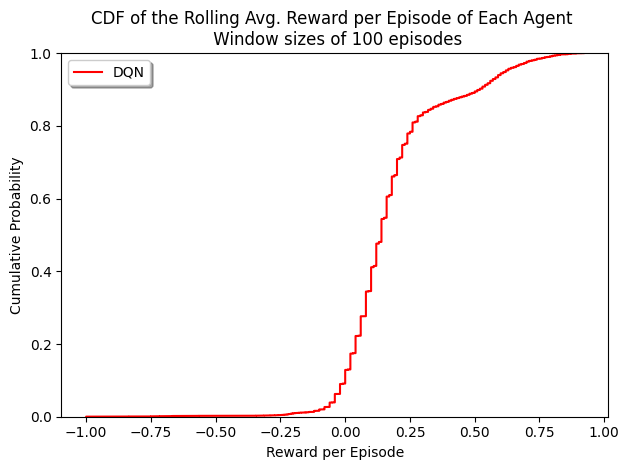 CDF of the Rolling Avg. Reward per Episode of Each Agent
Window sizes of 100 episodes
DQN
1.0
0.8
0.6
0.4
0.2
0.0
Cumulative Probability
−1.00 −0.75 −0.50 −0.25 0.00 0.25 0.50 0.75 1.00
Reward per Episode